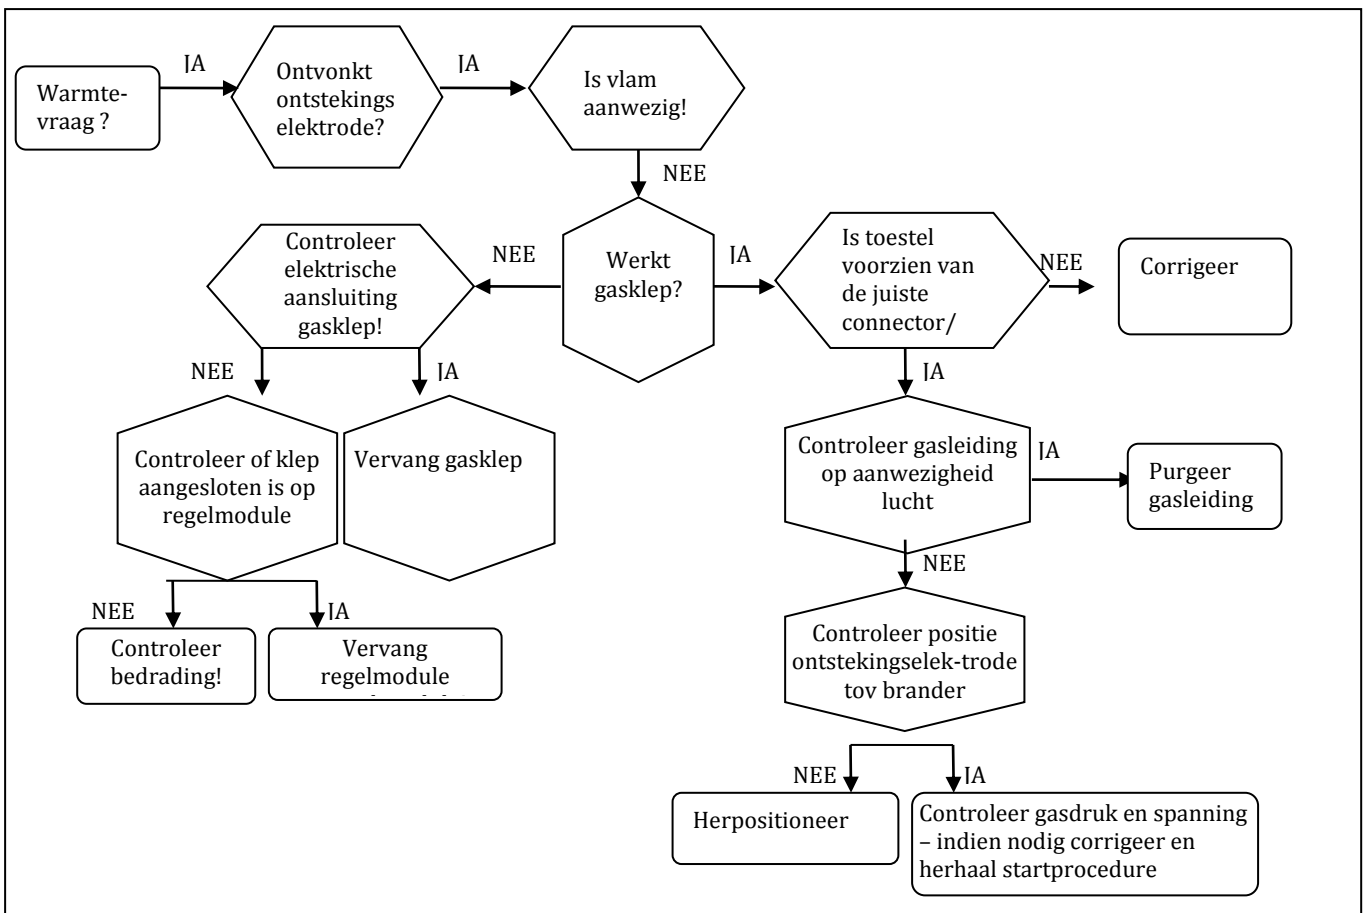 JA
JA
Warmte-
vraag ?
Ontvonkt
ontstekings
elektrode?
Is vlam
aanwezig!
NEE
Controleer
elektrische
aansluiting
gasklep!
NEE
Werkt
gasklep?
JA
Is toestel
voorzien van
de juiste
connector/
NEE
Corrigeer
NEE
JA
JA
Controleer of klep
aangesloten is op
regelmodule
Vervang gasklep
Controleer gasleiding
op aanwezigheid
lucht
JA
Purgeer
gasleiding
NEE
NEE
JA
Controleer
bedrading!
Vervang
regelmodule
Controleer positie
ontstekingselek-trode
tov brander
NEE
JA
Herpositioneer
Controleer gasdruk en spanning
– indien nodig corrigeer en
herhaal startprocedure